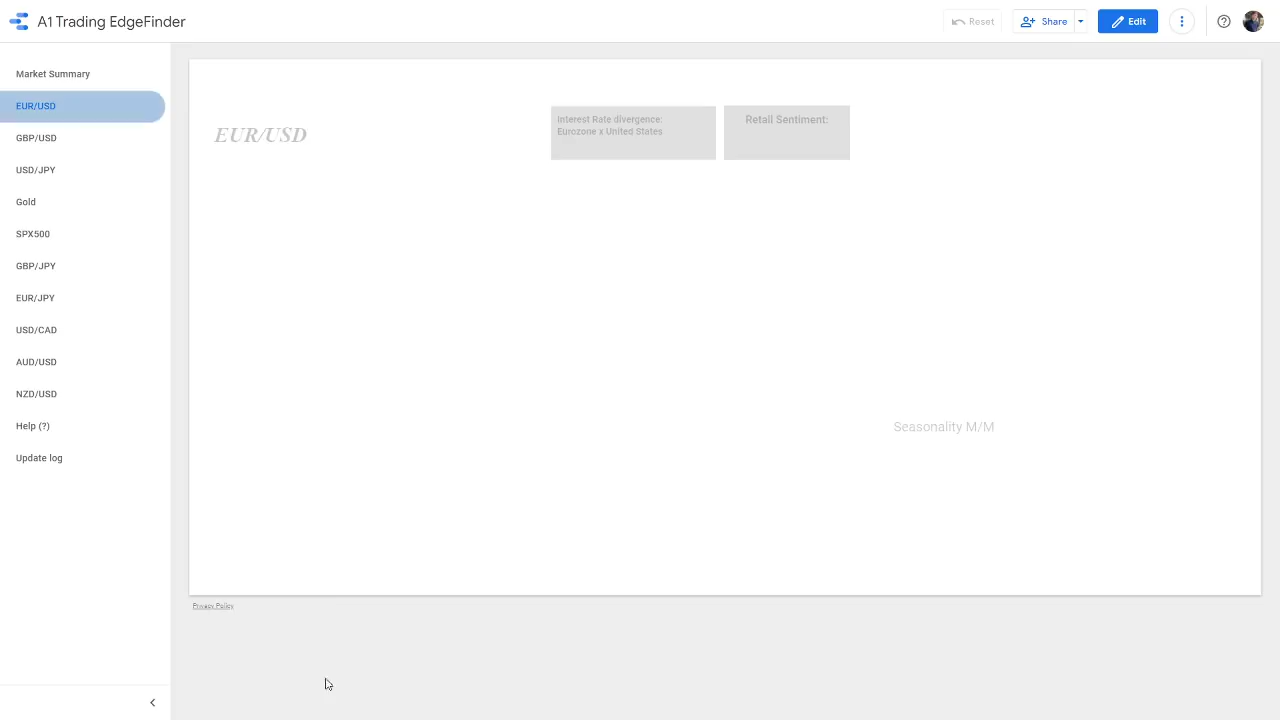 A1 Trading EdgeFinder
Reset
Share
Edit
Market Summary
EUR/USD
GBP/USD
USD/JPY
Gold
SPX500
GBP/JPY
EUR/JPY
USD/CAD
AUD/USD
NZD/USD
Help (?)
Update log
EUR/USD
Interest Rate divergence:
Eurozone x United States
Retail Sentiment:
Seasonality M/M
Privacy Policy